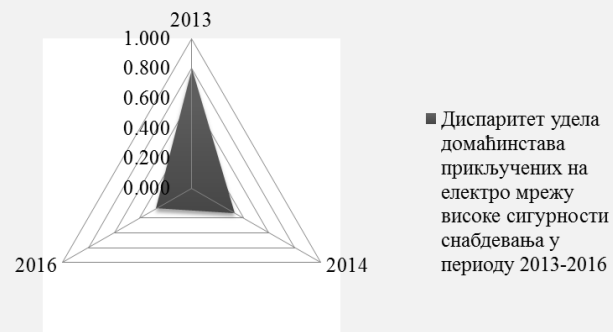 2013
1.000
0.800
0.600
0.400
0.200
0.000
2016
2014
Диспаритет удела
домаћинстава
прикључених на
електро мрежу
високе сигурности
снабдевања у
периоду 2013-2016